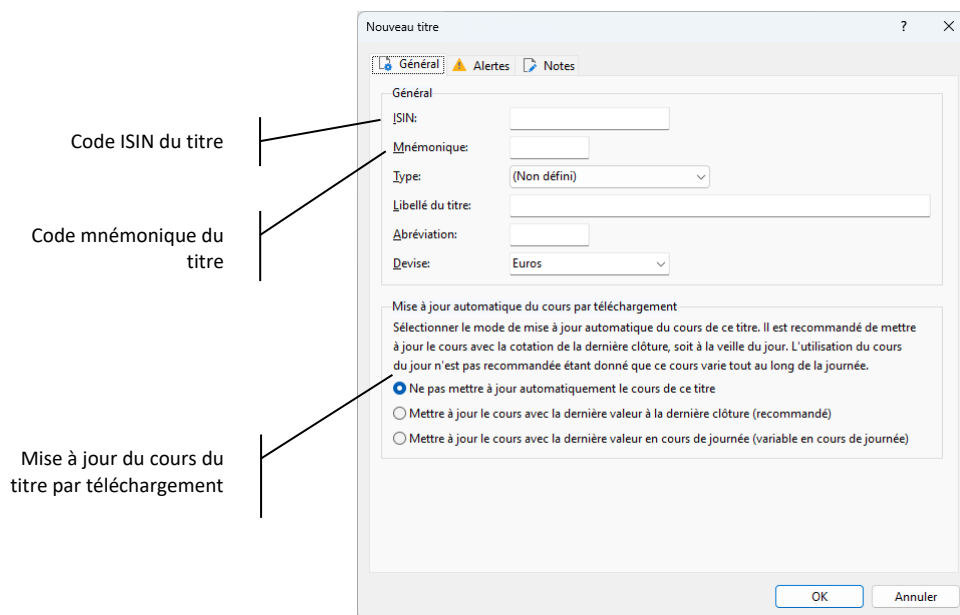 Nouveau titre
?
Général
Alertes
Notes
Général
ISIN:
Mnémonique:
Type:
(Non défini)
Libellé du titre:
Abréviation:
Devise:
Euros
Mise à jour automatique du cours par téléchargement
Sélectionner le mode de mise à jour automatique du cours de ce titre. Il est recommandé de mettre
à jour le cours avec la cotation de la dernière clôture, soit à la veille du jour. L'utilisation du cours
du jour n'est pas recommandée étant donné que ce cours varie tout au long de la journée.
Ne pas mettre à jour automatiquement le cours de ce titre
Mettre à jour le cours avec la dernière valeur à la dernière clôture (recommandé)
Mettre à jour le cours avec la dernière valeur en cours de journée (variable en cours de journée)
OK
Annuler
Code ISIN du titre
Code mnémonique du
titre
Mise à jour du cours du
titre par téléchargement